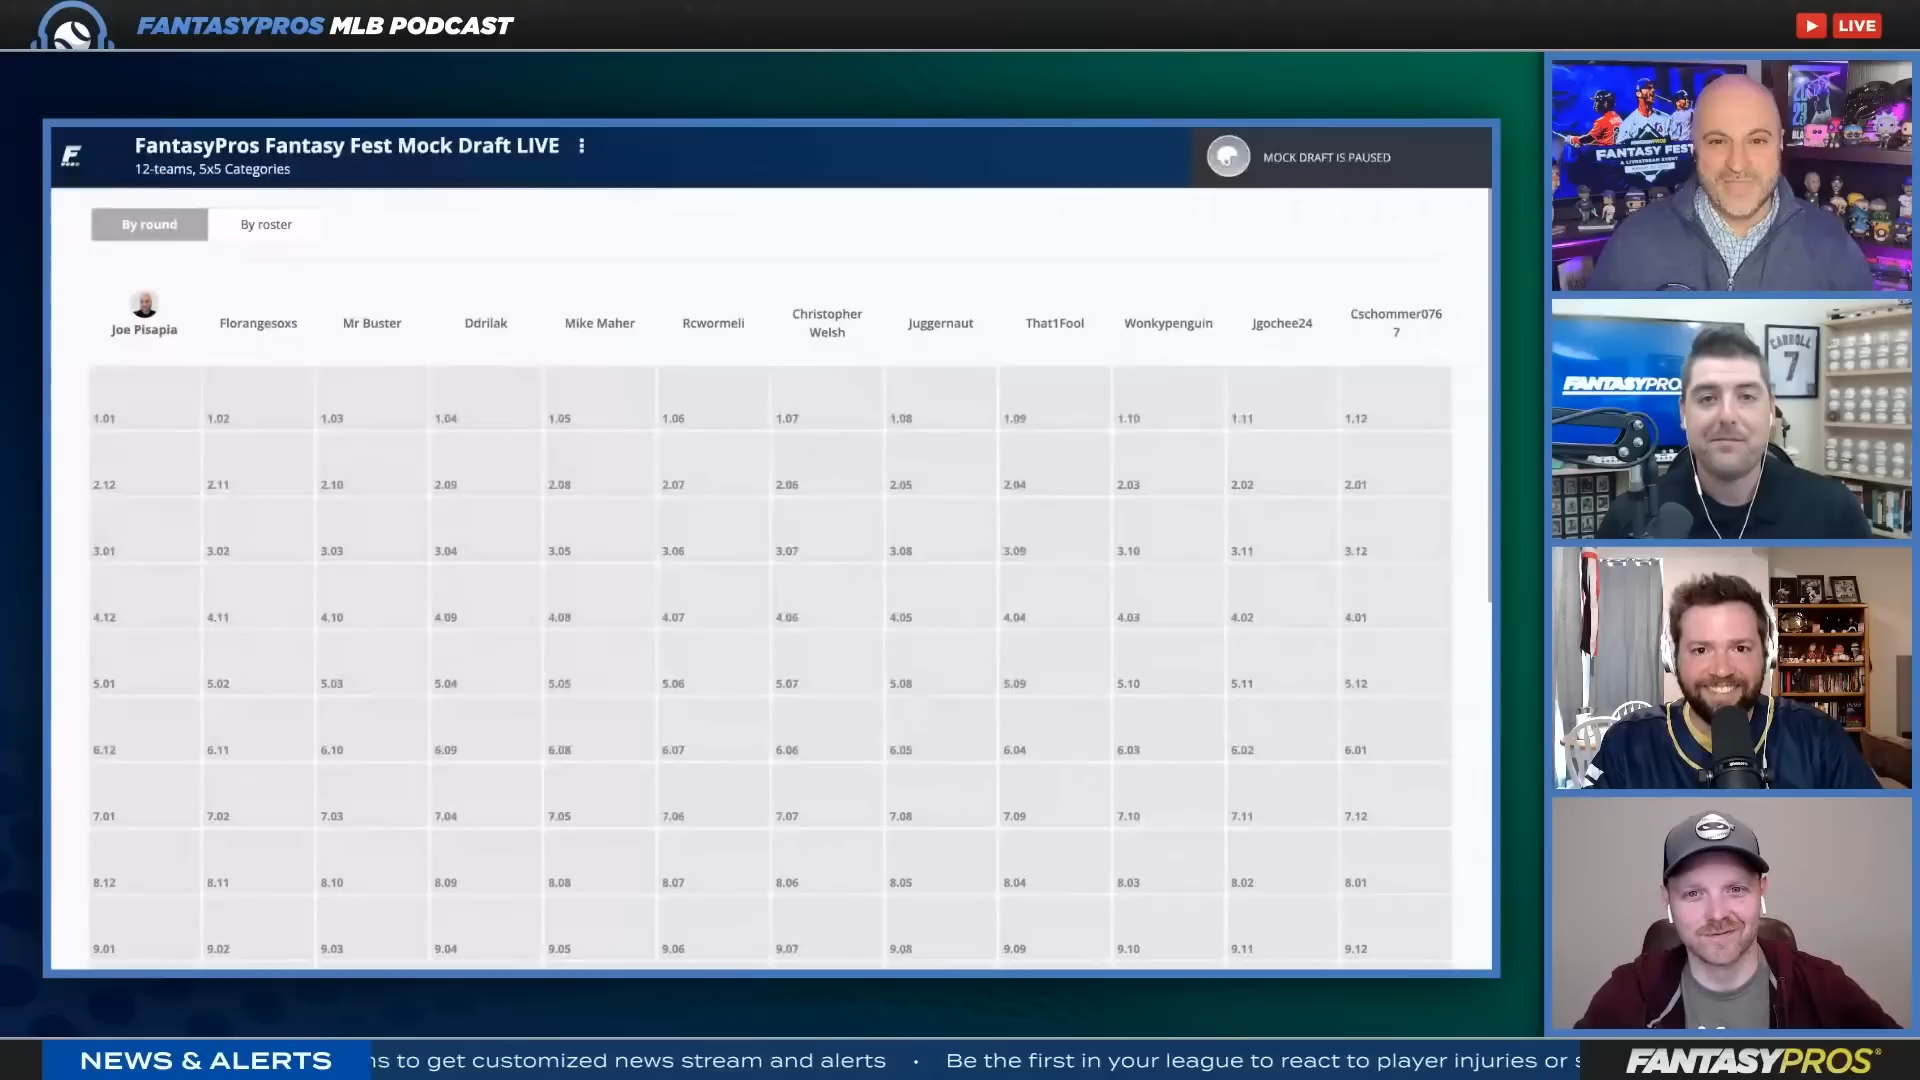 FANTASYPROS MLB PODCAST
LIVE
FantasyPros Fantasy Fest Mock Draft LIVE
12-teams, 5x5 Categories
MOCK DRAFT IS PAUSED
By round By roster
Joe Pisapia Florangesoxs Mr Buster Ddrilak Mike Maher Rcwormeli Christopher Welsh Juggernaut That1Fool Wonkypenguin Jgochee24 Cschommer0767
1.01 1.02 1.03 1.04 1.05 1.06 1.07 1.08 1.09 1.10 1.11 1.12
2.12 2.11 2.10 2.09 2.08 2.07 2.06 2.05 2.04 2.03 2.02 2.01
3.01 3.02 3.03 3.04 3.05 3.06 3.07 3.08 3.09 3.10 3.11 3.12
4.12 4.11 4.10 4.09 4.08 4.07 4.06 4.05 4.04 4.03 4.02 4.01
5.01 5.02 5.03 5.04 5.05 5.06 5.07 5.08 5.09 5.10 5.11 5.12
6.12 6.11 6.10 6.09 6.08 6.07 6.06 6.05 6.04 6.03 6.02 6.01
7.01 7.02 7.03 7.04 7.05 7.06 7.07 7.08 7.09 7.10 7.11 7.12
8.12 8.11 8.10 8.09 8.08 8.07 8.06 8.05 8.04 8.03 8.02 8.01
9.01 9.02 9.03 9.04 9.05 9.06 9.07 9.08 9.09 9.10 9.11 9.12
FANTASY FEST
& LIVESTREAM EVENT
FANTASYPRO
CARROLL
7
NEWS & ALERTS
ns to get customized news stream and alerts • Be the first in your league to react to player injuries or s
FANTASYPROS®